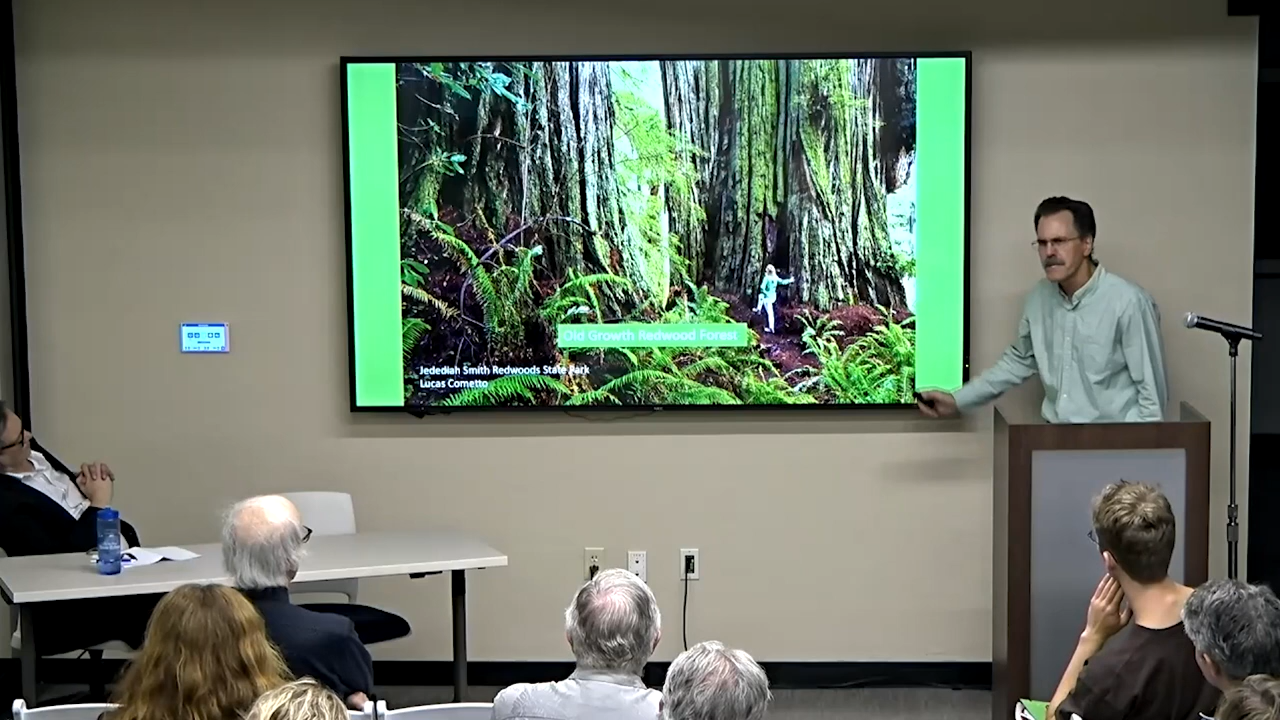 Old Growth Redwood Forest
Jedediah Smith Redwoods State Park
Lucas Cometto